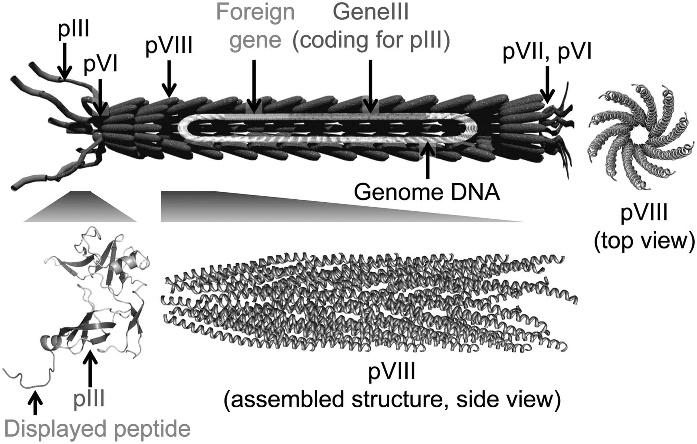 pIII
pVI
pVIII
Foreign
gene
GeneIII
(coding for pIII)
pVII, pVI
Genome DNA
pVIII
(top view)
pIII
Displayed peptide
pVIII
(assembled structure, side view)